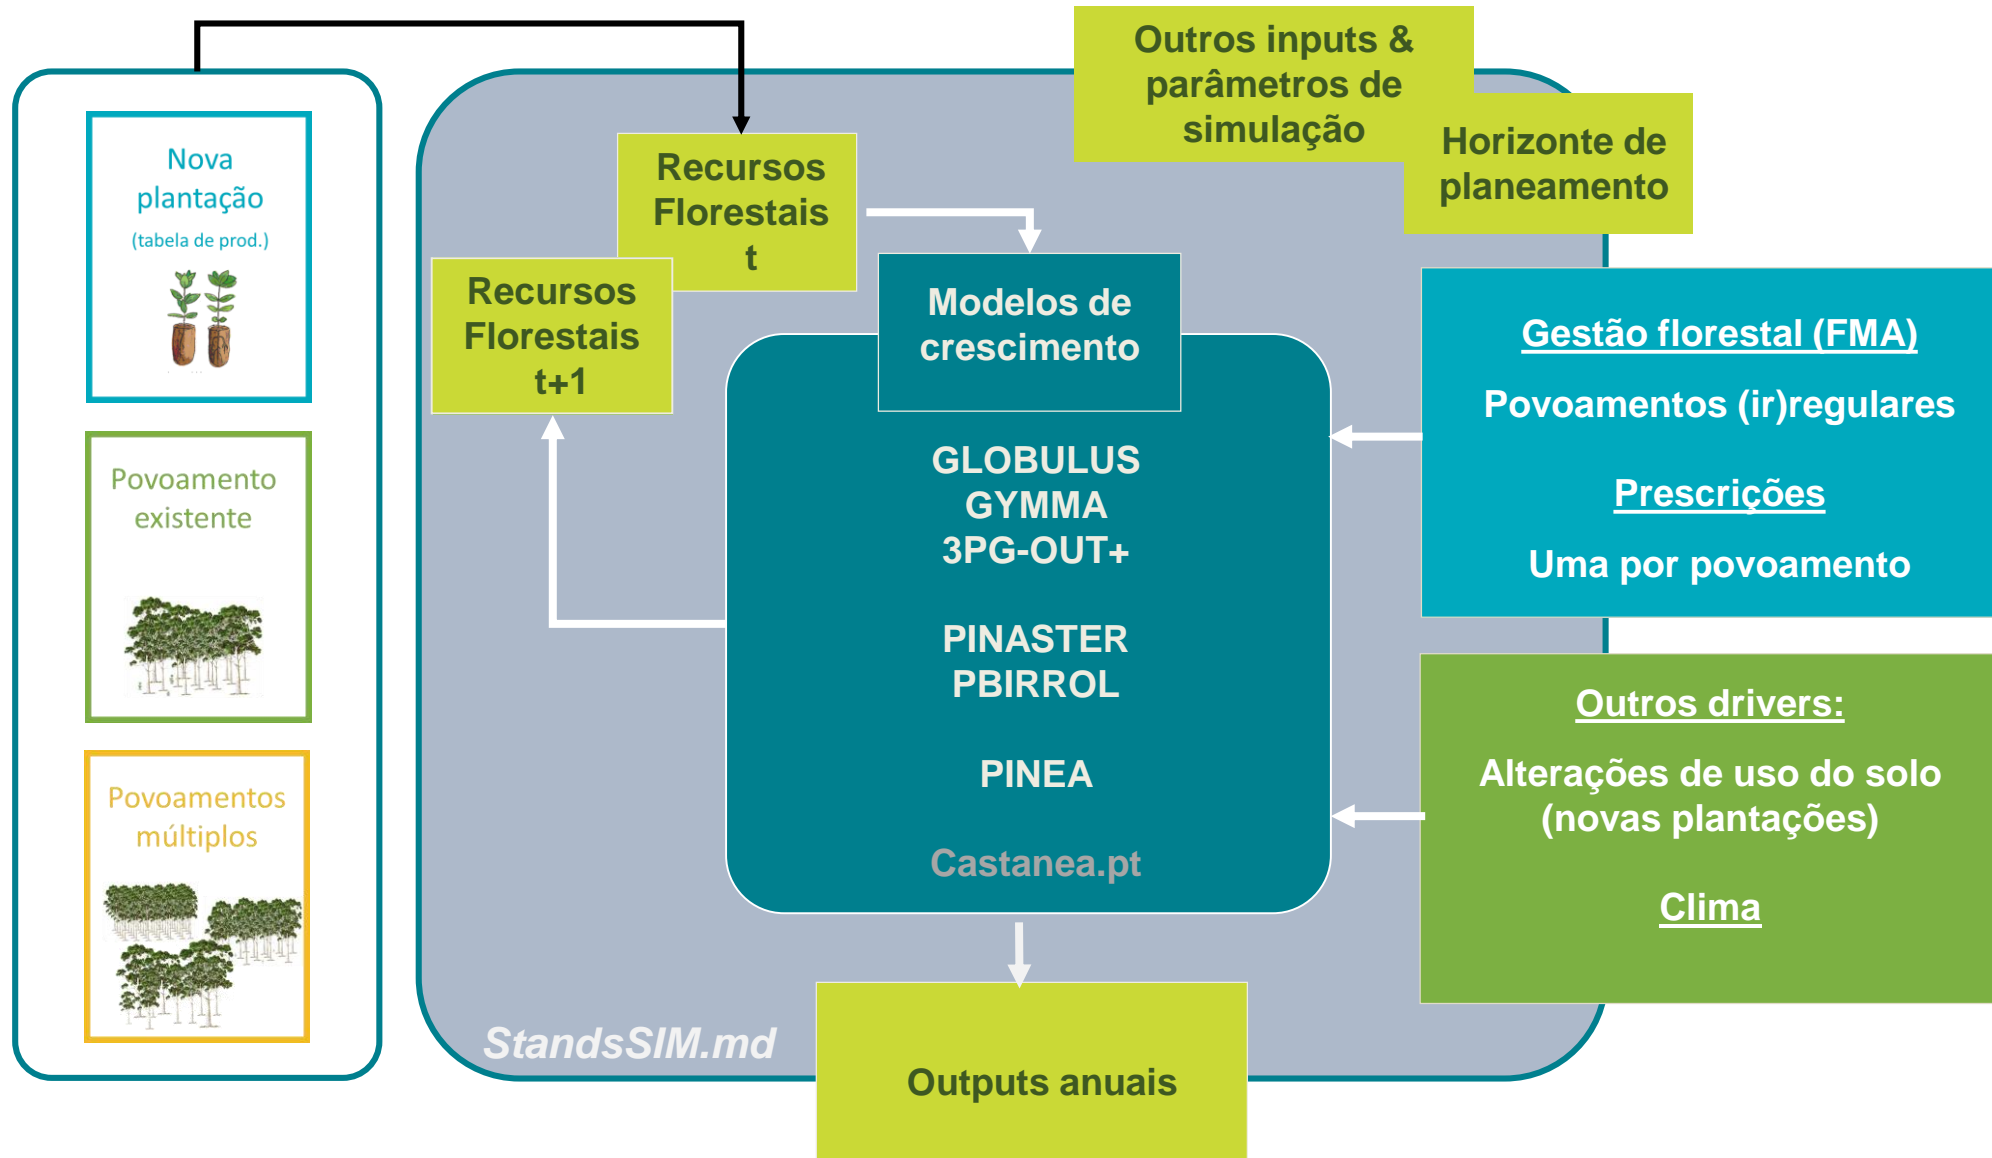 Nova
plantação
(tabela de prod.)
Povoamento
existente
Povoamentos
múltiplos
Recursos
Florestais
t
Recursos
Florestais
t+1
Outros inputs &
parâmetros de
simulação
Horizonte de
planeamento
Modelos de
crescimento
GLOBULUS
GYMMA
3PG-OUT+
PINASTER
PBIRROL
PINEA
Castanea.pt
Gestão florestal (FMA)
Povoamentos (ir)regulares
Prescrições
Uma por povoamento
Outros drivers:
Alterações de uso do solo
(novas plantações)
Clima
StandsSIM.md
Outputs anuais